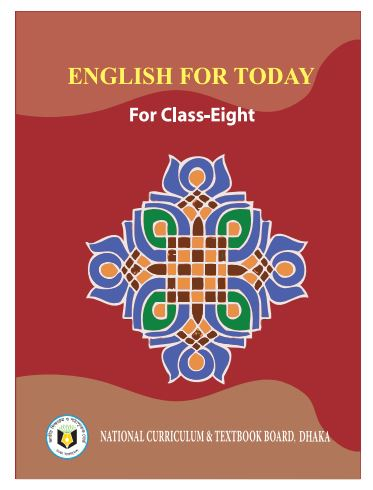 ENGLISH FOR TODAY
For Class-Eight
NATIONAL CURRICULUM & TEXTBOOK BOARD, DHAKA